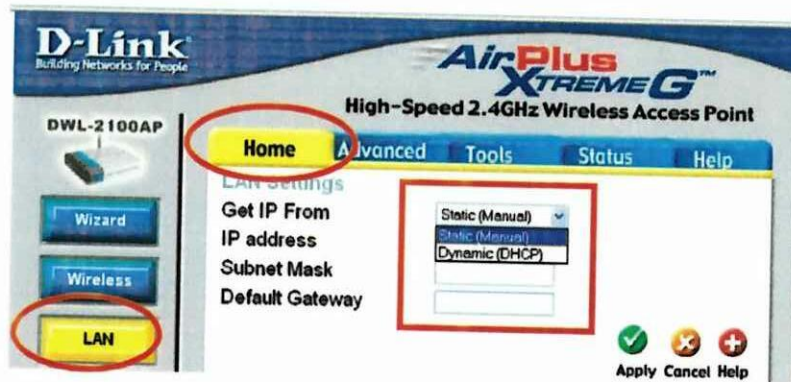 D-Link
Building Networks for People
AirPlus
XTREME G™
High-Speed 2.4GHz Wireless Access Point
DWL-2100AP
Home Advanced Tools Status Help
LAN Settings
Wizard
Get IP From Static (Manual)
IP address Static (Manual)
Dynamic (DHCP)
Subnet Mask
Wireless
Default Gateway
LAN
Apply Cancel Help